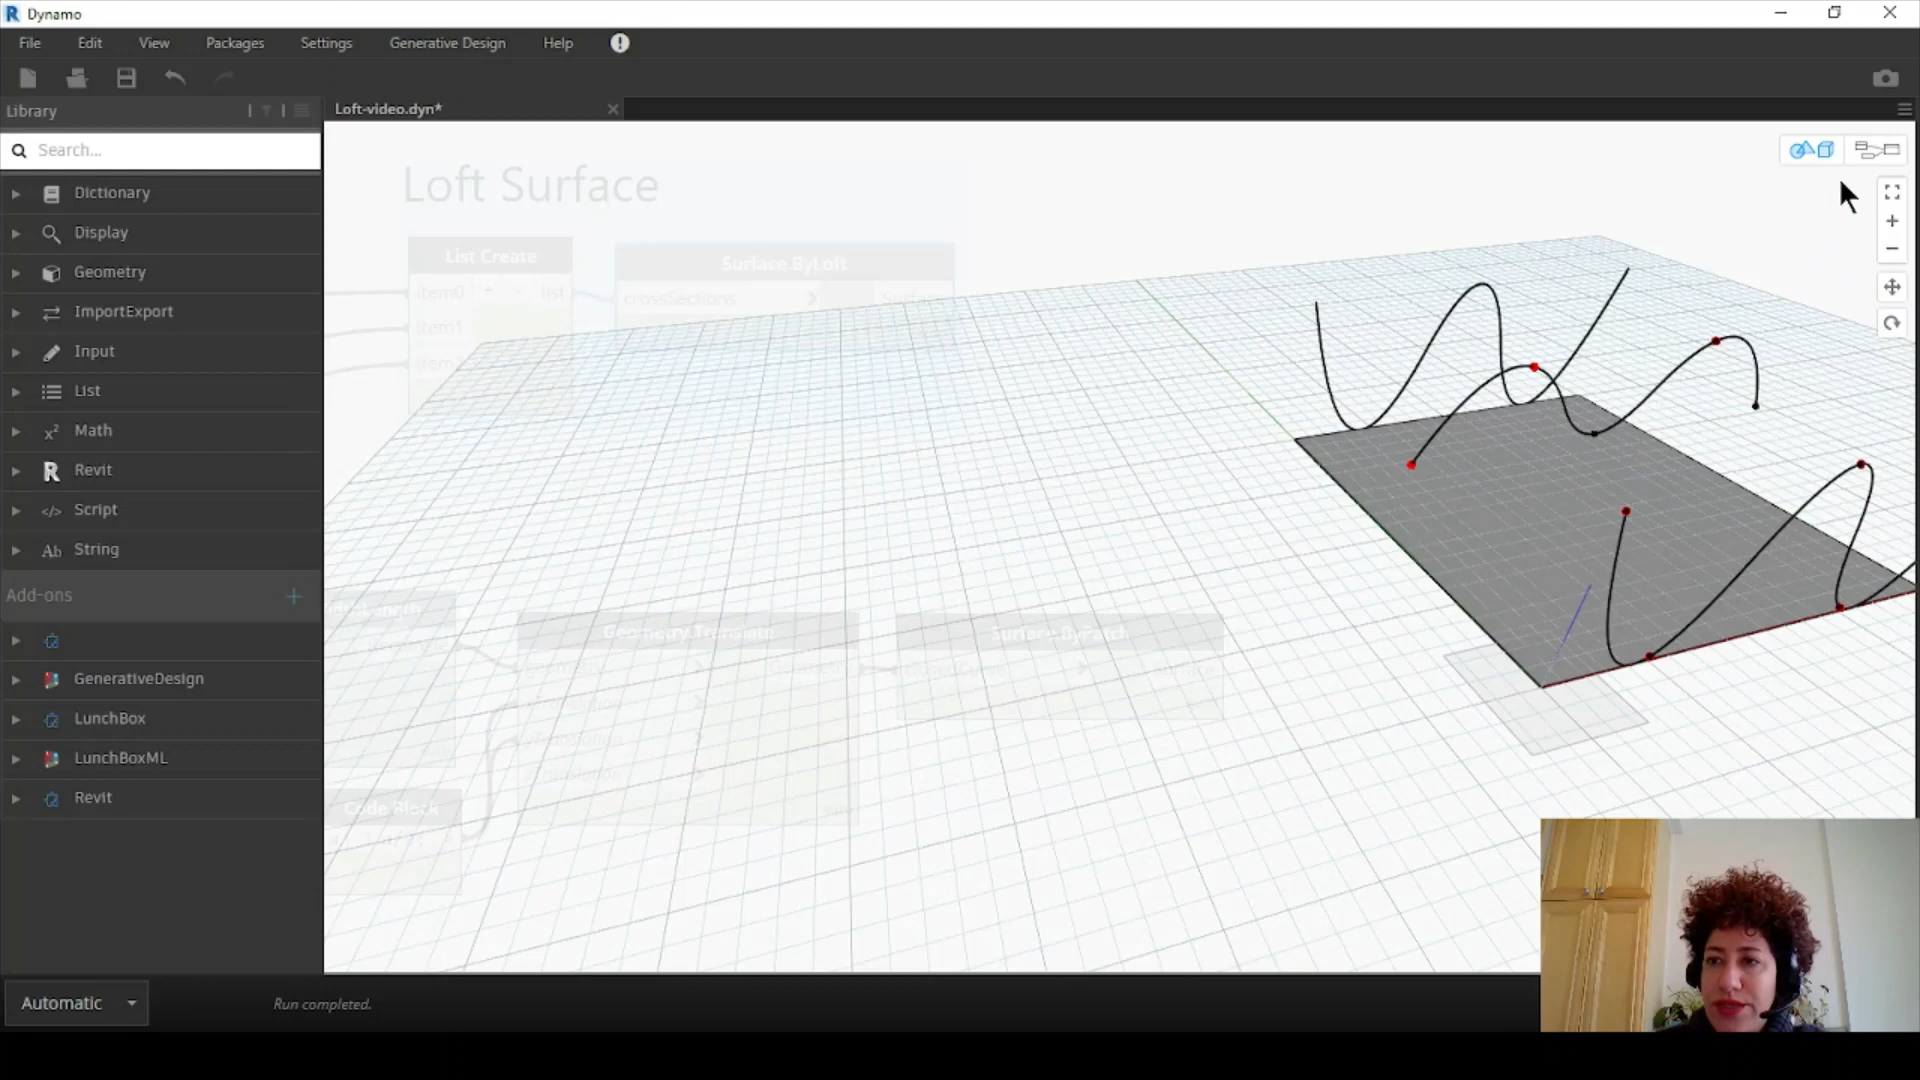 Dynamo
File Edit View Packages Settings Generative Design Help
Library
Loft-video.dyn*
Search...
Dictionary
Display
Geometry
ImportExport
Input
List
Math
Revit
Script
String
Add-ons
GenerativeDesign
LunchBox
LunchBoxML
Revit
Loft Surface
List Create
item0 + - list
item1
Surface.ByLoft
crossSections > Surface
Geometry.Translate
Surface.ByPatch
Code Block
Automatic
Run completed.